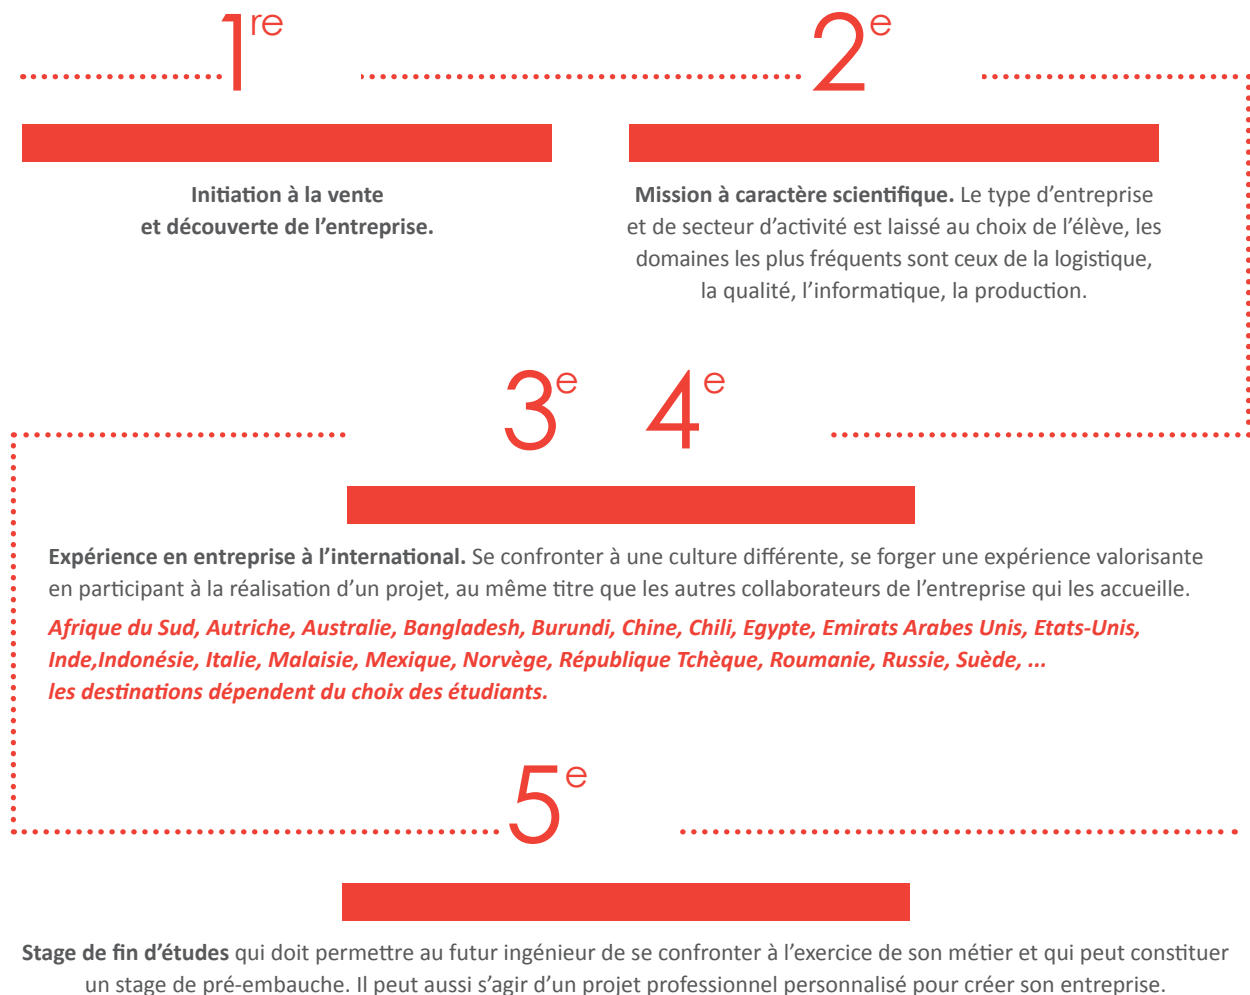 1re
2e
Initiation à la vente
et découverte de l’entreprise.
Mission à caractère scientifique. Le type d’entreprise
et de secteur d’activité est laissé au choix de l’élève, les
domaines les plus fréquents sont ceux de la logistique,
la qualité, l’informatique, la production.
3e 4e
Expérience en entreprise à l’international. Se confronter à une culture différente, se forger une expérience valorisante
en participant à la réalisation d’un projet, au même titre que les autres collaborateurs de l’entreprise qui les accueille.
Afrique du Sud, Autriche, Australie, Bangladesh, Burundi, Chine, Chili, Egypte, Emirats Arabes Unis, Etats-Unis,
Inde,Indonésie, Italie, Malaisie, Mexique, Norvège, République Tchèque, Roumanie, Russie, Suède, ...
les destinations dépendent du choix des étudiants.
5e
Stage de fin d’études qui doit permettre au futur ingénieur de se confronter à l’exercice de son métier et qui peut constituer
un stage de pré-embauche. Il peut aussi s’agir d’un projet professionnel personnalisé pour créer son entreprise.